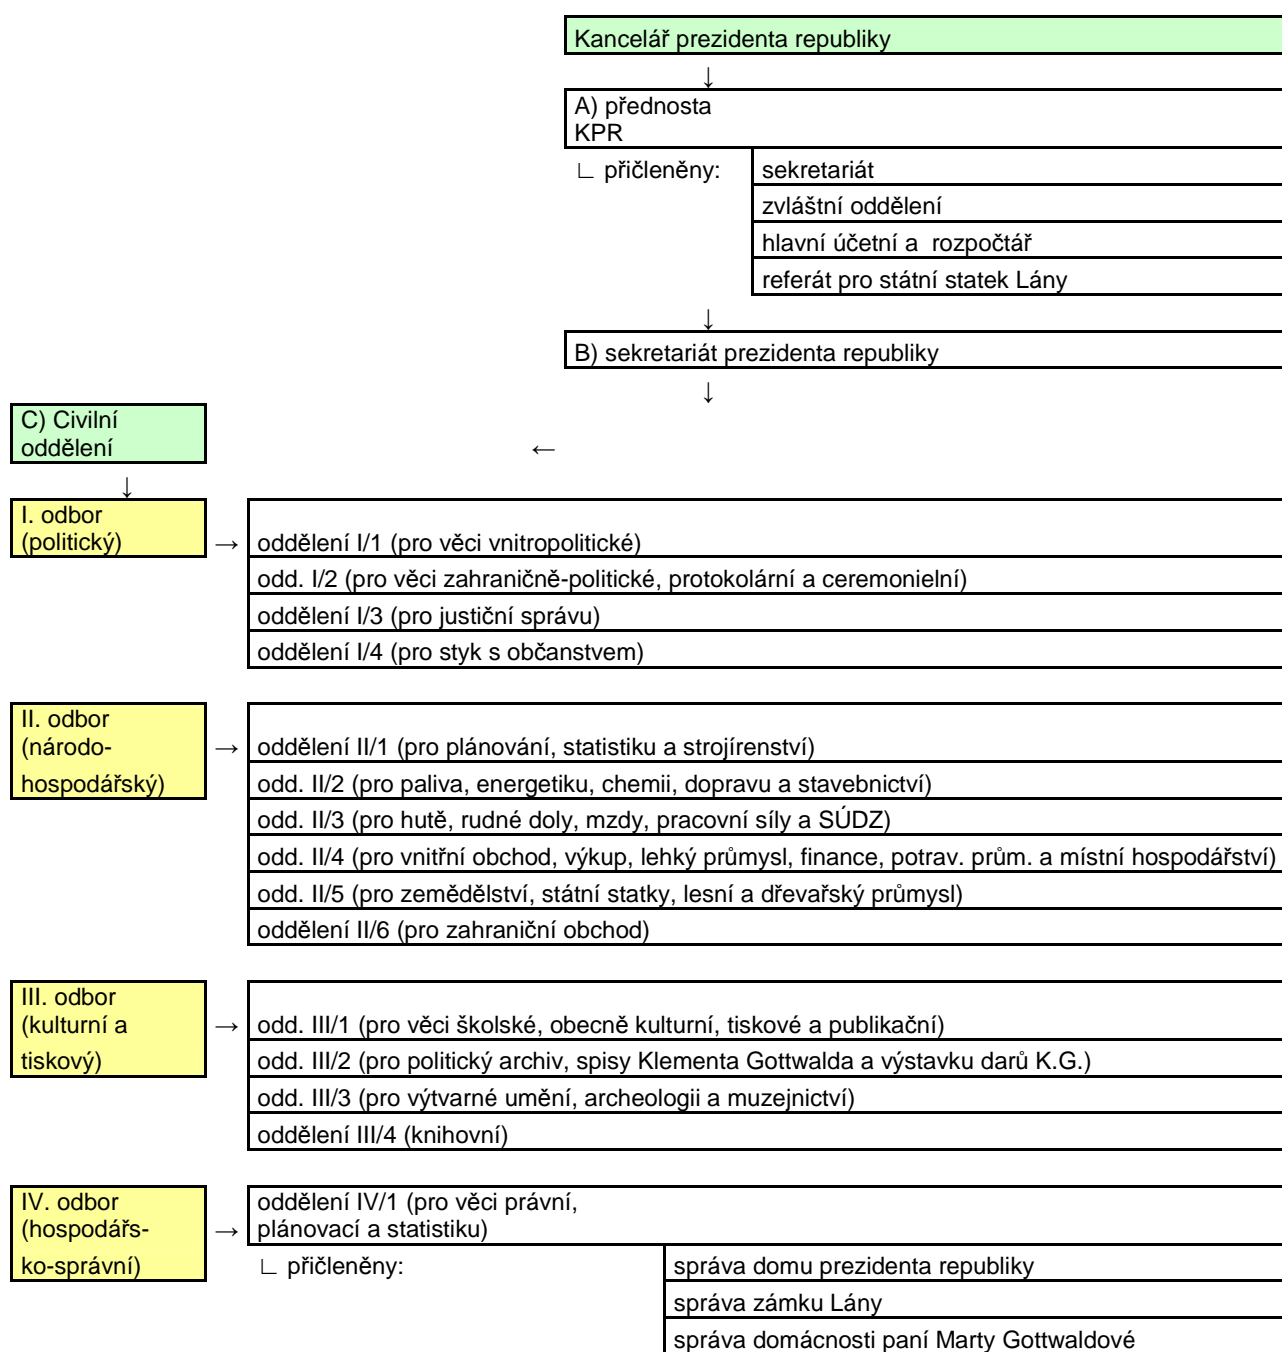 Kancelář prezidenta republiky
↓
A) přednosta
KPR
∟ přičleněny:
sekretariát
zvláštní oddělení
hlavní účetní a  rozpočtář
referát pro státní statek Lány
↓
B) sekretariát prezidenta republiky
↓
C) Civilní
oddělení
←
↓
I. odbor
(politický)
→
oddělení I/1 (pro věci vnitropolitické)
odd. I/2 (pro věci zahraničně-politické, protokolární a ceremonielní)
oddělení I/3 (pro justiční správu)
oddělení I/4 (pro styk s občanstvem)
II. odbor
(národo-
hospodářský)
→
oddělení II/1 (pro plánování, statistiku a strojírenství)
odd. II/2 (pro paliva, energetiku, chemii, dopravu a stavebnictví)
odd. II/3 (pro hutě, rudné doly, mzdy, pracovní síly a SÚDZ)
odd. II/4 (pro vnitřní obchod, výkup, lehký průmysl, finance, potrav. prům. a místní hospodářství)
odd. II/5 (pro zemědělství, státní statky, lesní a dřevařský průmysl)
oddělení II/6 (pro zahraniční obchod)
III. odbor
(kulturní a
tiskový)
→
odd. III/1 (pro věci školské, obecně kulturní, tiskové a publikační)
odd. III/2 (pro politický archiv, spisy Klementa Gottwalda a výstavku darů K.G.)
odd. III/3 (pro výtvarné umění, archeologii a muzejnictví)
oddělení III/4 (knihovní)
IV. odbor
(hospodářs-
ko-správní)
→
oddělení IV/1 (pro věci právní,
plánovací a statistiku)
∟ přičleněny:
správa domu prezidenta republiky
správa zámku Lány
správa domácnosti paní Marty Gottwaldové